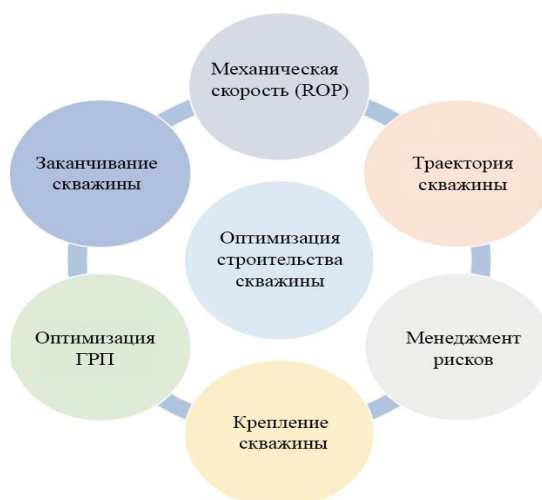 Механическая
скорость (ROP)
Траектория
скважины
Менеджмент
рисков
Крепление
скважины
Оптимизация
ГРП
Заканчивание
скважины
Оптимизация
строительства
скважины